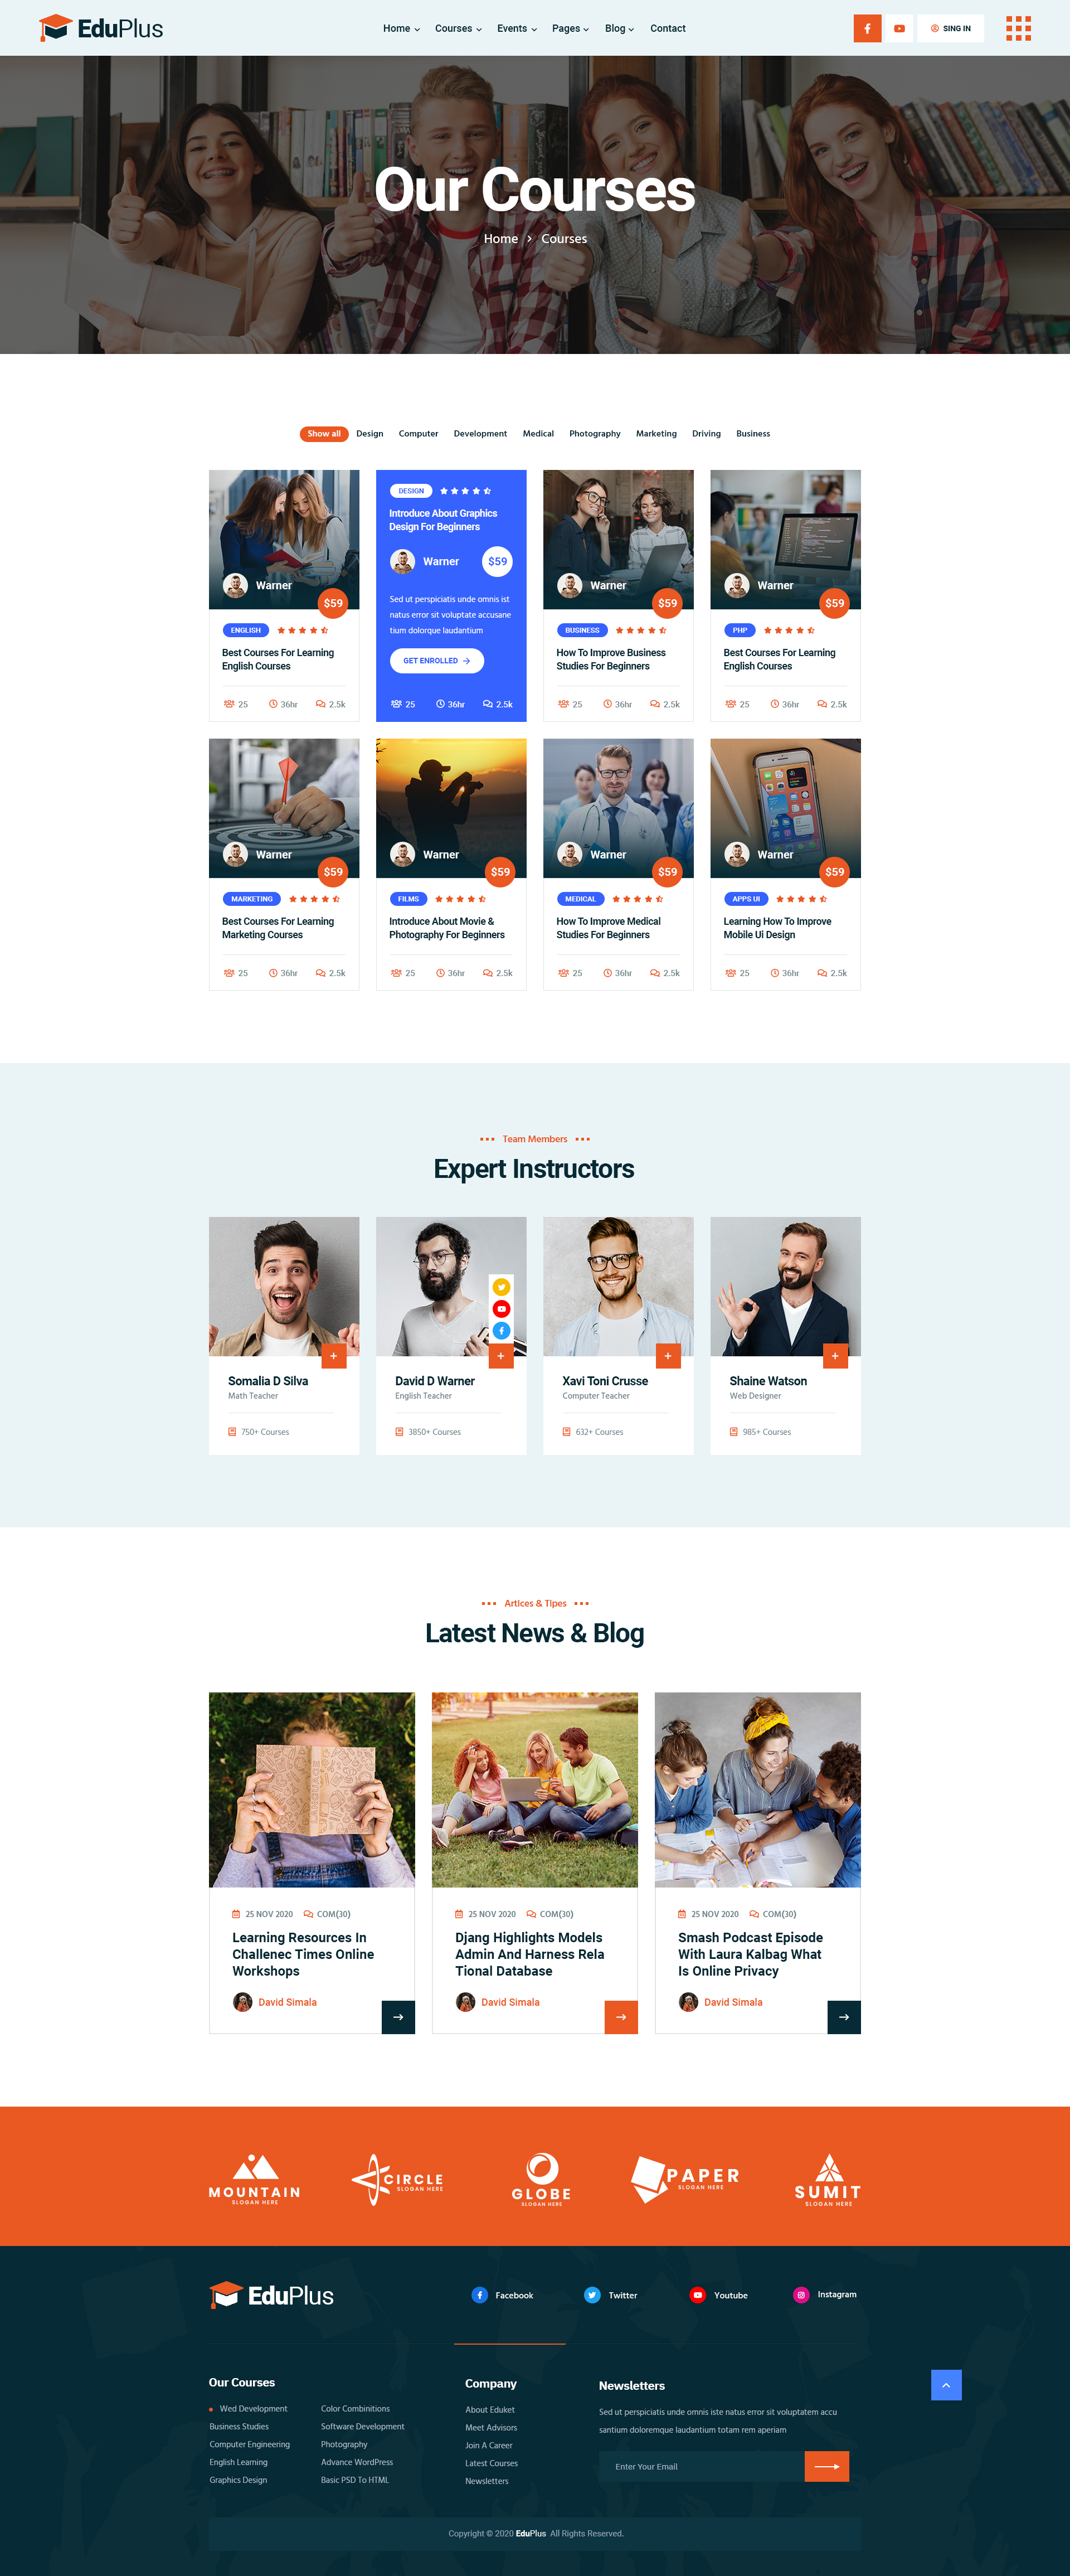 EduPlus
Home Courses Events Pages Blog Contact
SING IN
Our Courses
Home > Courses
Show all Design Computer Development Medical Photography Marketing Driving Business
Warner
$59
ENGLISH
Best Courses For Learning
English Courses
25 36hr 2.5k
DESIGN
Introduce About Graphics
Design For Beginners
Warner $59
Sed ut perspiciatis unde omnis ist
natus error sit voluptate accusane
tium dolorque laudantium
GET ENROLLED
25 36hr 2.5k
Warner
$59
BUSINESS
How To Improve Business
Studies For Beginners
25 36hr 2.5k
Warner
$59
PHP
Best Courses For Learning
English Courses
25 36hr 2.5k
Warner
$59
MARKETING
Best Courses For Learning
Marketing Courses
25 36hr 2.5k
Warner
$59
FILMS
Introduce About Movie &
Photography For Beginners
25 36hr 2.5k
Warner
$59
MEDICAL
How To Improve Medical
Studies For Beginners
25 36hr 2.5k
Warner
$59
APPS UI
Learning How To Improve
Mobile Ui Design
25 36hr 2.5k
Team Members
Expert Instructors
Somalia D Silva
Math Teacher
750+ Courses
David D Warner
English Teacher
3850+ Courses
Xavi Toni Crusse
Computer Teacher
632+ Courses
Shaine Watson
Web Designer
985+ Courses
Artices & Tipes
Latest News & Blog
25 NOV 2020 COM(30)
Learning Resources In
Challenec Times Online
Workshops
David Simala
25 NOV 2020 COM(30)
Djang Highlights Models
Admin And Harness Rela
Tional Database
David Simala
25 NOV 2020 COM(30)
Smash Podcast Episode
With Laura Kalbag What
Is Online Privacy
David Simala
MOUNTAIN
SLOGAN HERE
CIRCLE
SLOGAN HERE
GLOBE
SLOGAN HERE
PAPER
SLOGAN HERE
SUMIT
SLOGAN HERE
EduPlus
Facebook Twitter Youtube Instagram
Our Courses
Wed Development
Business Studies
Computer Engineering
English Learning
Graphics Design
Color Combinitions
Software Development
Photography
Advance WordPress
Basic PSD To HTML
Company
About Eduket
Meet Advisors
Join A Career
Latest Courses
Newsletters
Newsletters
Sed ut perspiciatis unde omnis iste natus error sit voluptatem accu
santium doloremque laudantium totam rem aperiam
Enter Your Email
Copyright © 2020 EduPlus All Rights Reserved.